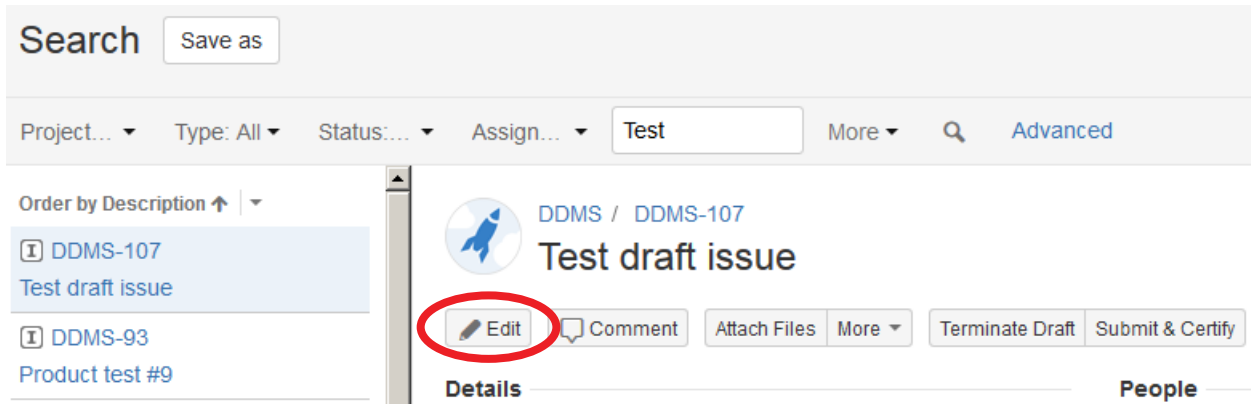 Search Save as
Project... Type: All Status:... Assign... Test More Advanced
Order by Description
DDMS-107
Test draft issue
DDMS-93
Product test #9
DDMS / DDMS-107
Test draft issue
Edit Comment Attach Files More Terminate Draft Submit & Certify
Details People